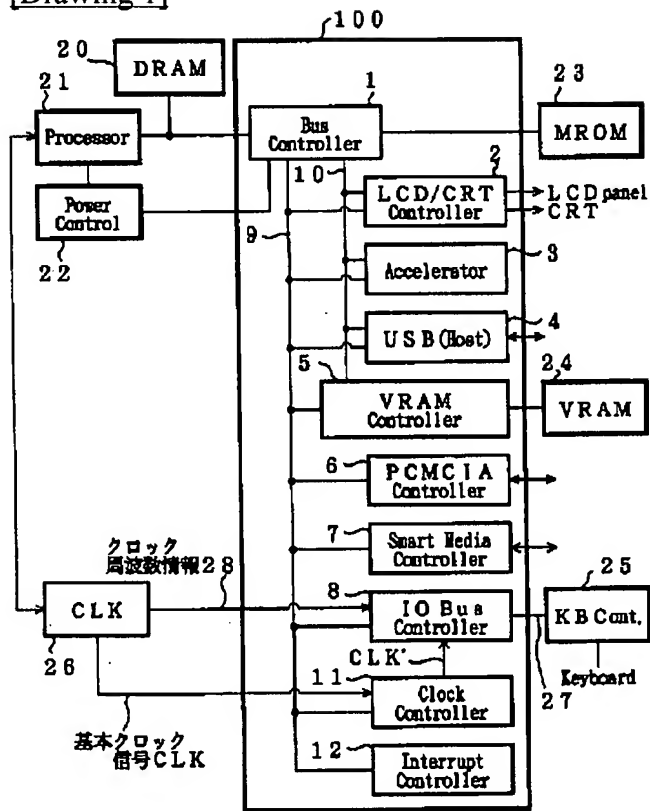 [Drawing 1]
100
20
DRAM
21
Processor
1
Bus
Controller
23
MROM
Power
Control
22
10
2
LCD/CRT
Controller
LCD panel
CRT
9
3
Accelerator
4
USB(Host)
5
VRAM
Controller
24
VRAM
6
PCMCIA
Controller
7
Smart Media
Controller
クロック
周波数情報28
CLK
26
8
IO Bus
Controller
25
KBCont.
27
Keyboard
CLK'
11
Clock
Controller
基本クロック
信号CLK
12
Interrupt
Controller